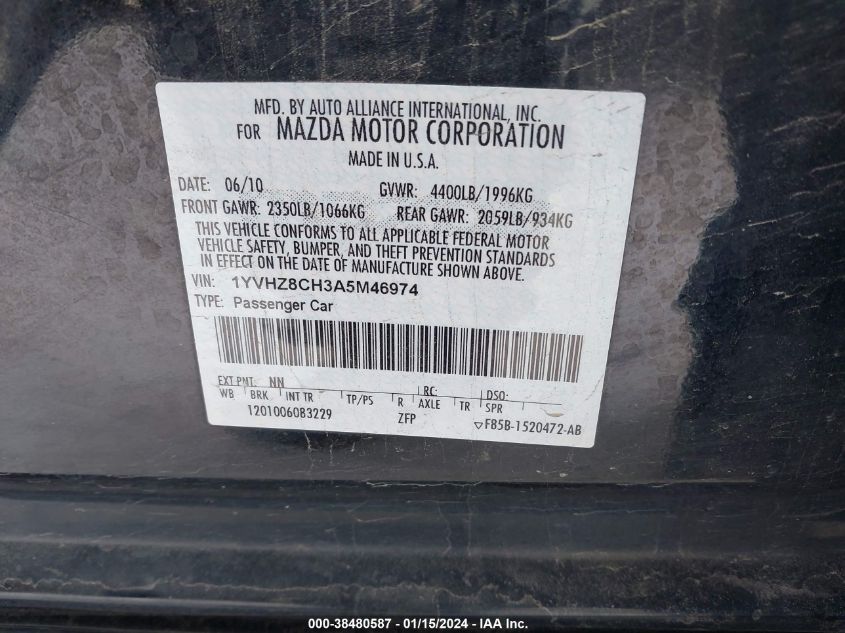 MFD. BY AUTO ALLIANCE INTERNATIONAL, INC.
FOR MAZDA MOTOR CORPORATION
MADE IN U.S.A.
DATE: 06/10 GVWR: 4400LB/1996KG
FRONT GAWR: 2350LB/1066KG REAR GAWR: 2059LB/934KG
THIS VEHICLE CONFORMS TO ALL APPLICABLE FEDERAL MOTOR
VEHICLE SAFETY, BUMPER, AND THEFT PREVENTION STANDARDS
IN EFFECT ON THE DATE OF MANUFACTURE SHOWN ABOVE.
VIN: 1YVHZ8CH3A5M46974
TYPE: Passenger Car
EXT PNT: NN RC: DSO:
WB BRK INT TR TP/PS R AXLE TR SPR
1201006083229 ZFP ▽F85B-1520472-AB
000-38480587 - 01/15/2024 - © IAA, Inc.